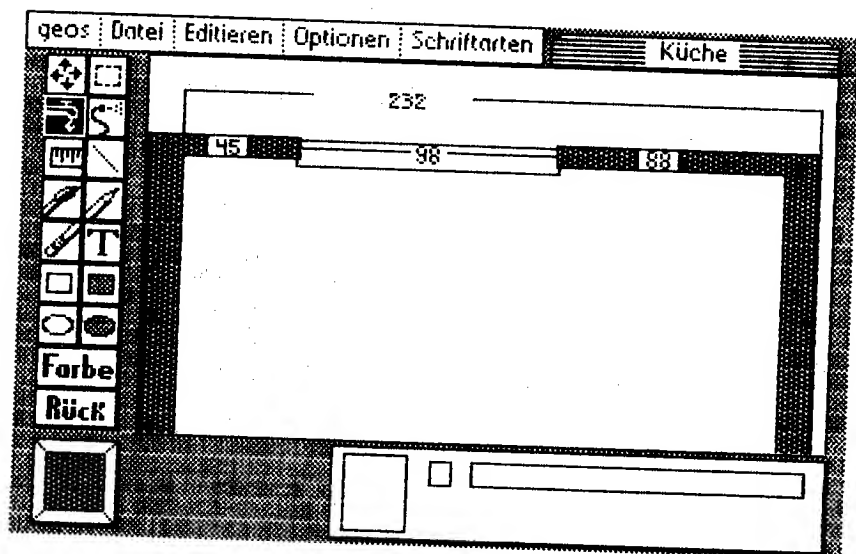 geos Datei Editieren Optionen Schriftarten Küche
232
45 98 88
T
Farbe
Rück